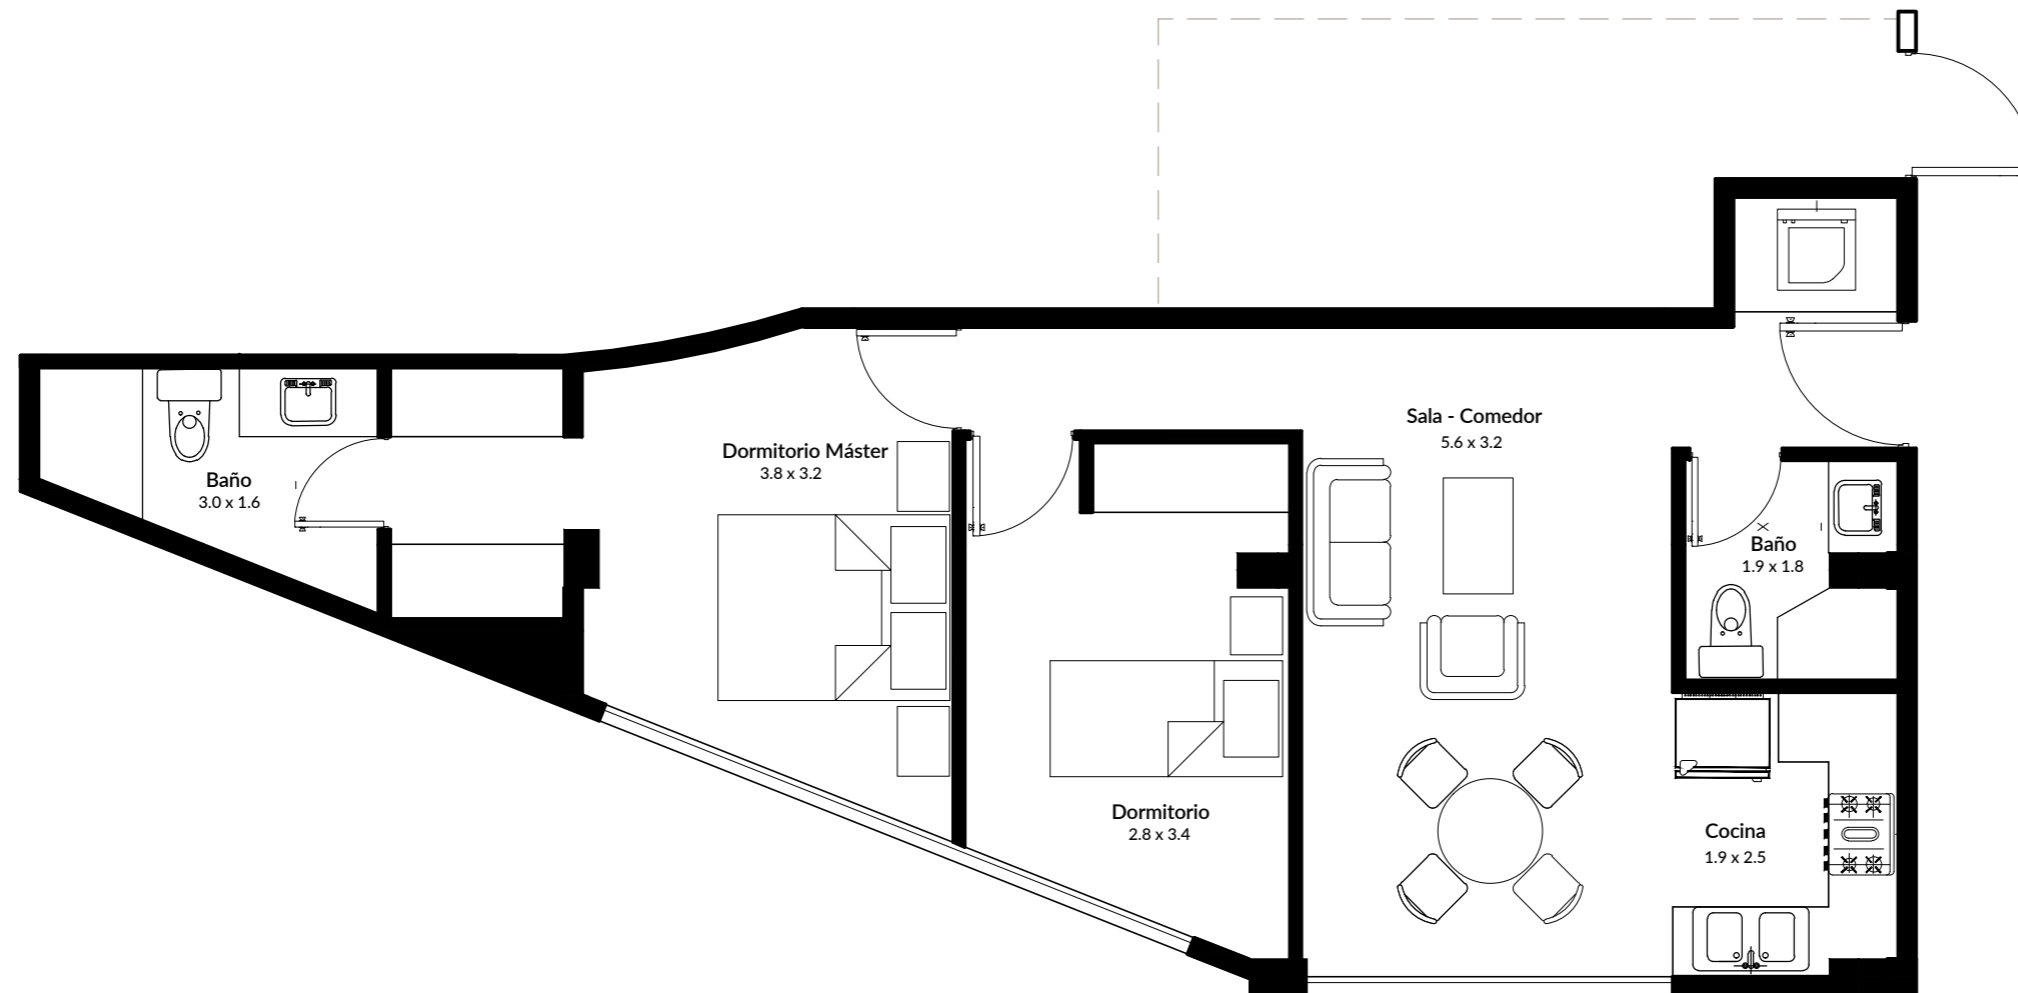 Sala - Comedor
5.6 x 3.2
Dormitorio Máster
3.8 x 3.2
Baño
3.0 x 1.6
Baño
1.9 x 1.8
Dormitorio
2.8 x 3.4
Cocina
1.9 x 2.5